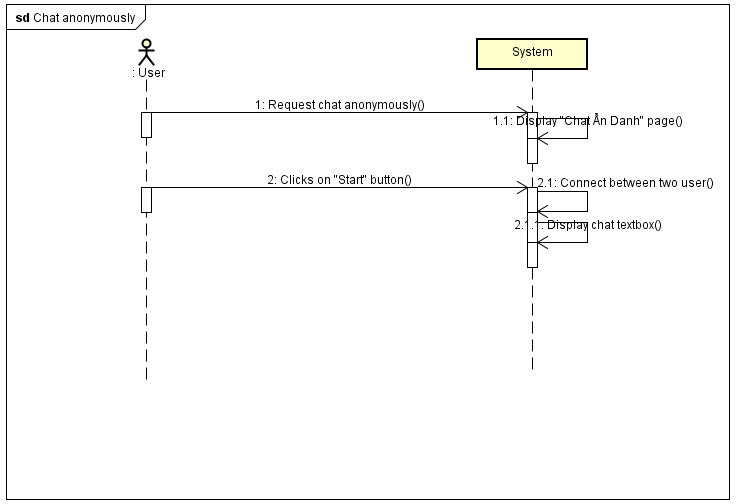 sd Chat anonymously
: User
System
1: Request chat anonymously()
1.1: Display "Chat Ẩn Danh" page()
2: Clicks on "Start" button()
2.1: Connect between two user()
2.1.1: Display chat textbox()